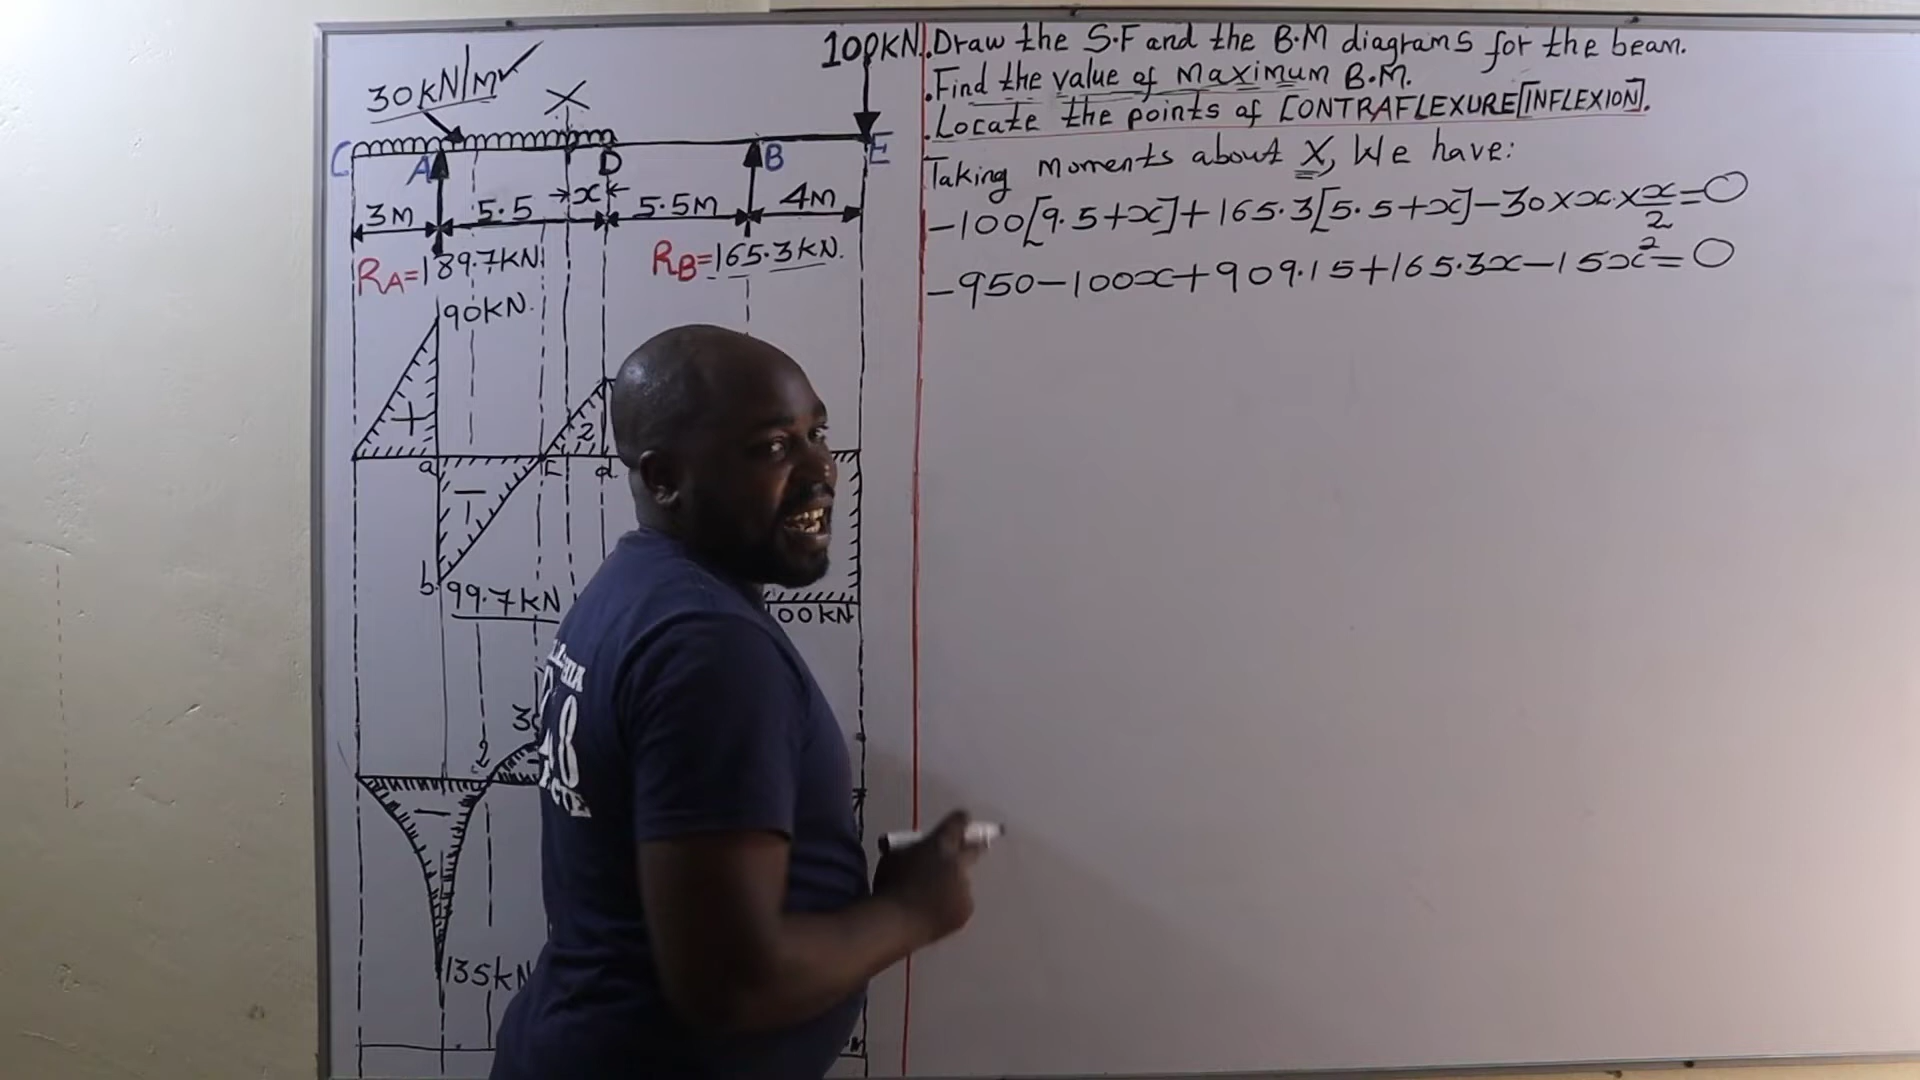 100KN
30KN/M
X
C
A
D
B
E
x
3M
5.5
5.5M
4M
RA=189.7KN
RB=165.3KN.
90KN.
+
2
a
c
d
b
99.7KN
00KN
2
135KN
.Draw the S.F and the B.M diagrams for the beam.
.Find the value of maximum B.M.
.Locate the points of CONTRAFLEXURE[INFLEXION].
Taking moments about X, We have:
-100[9.5+x]+165.3[5.5+x]-30×x×x/2=0
-950-100x+909.15+165.3x-15x²=0